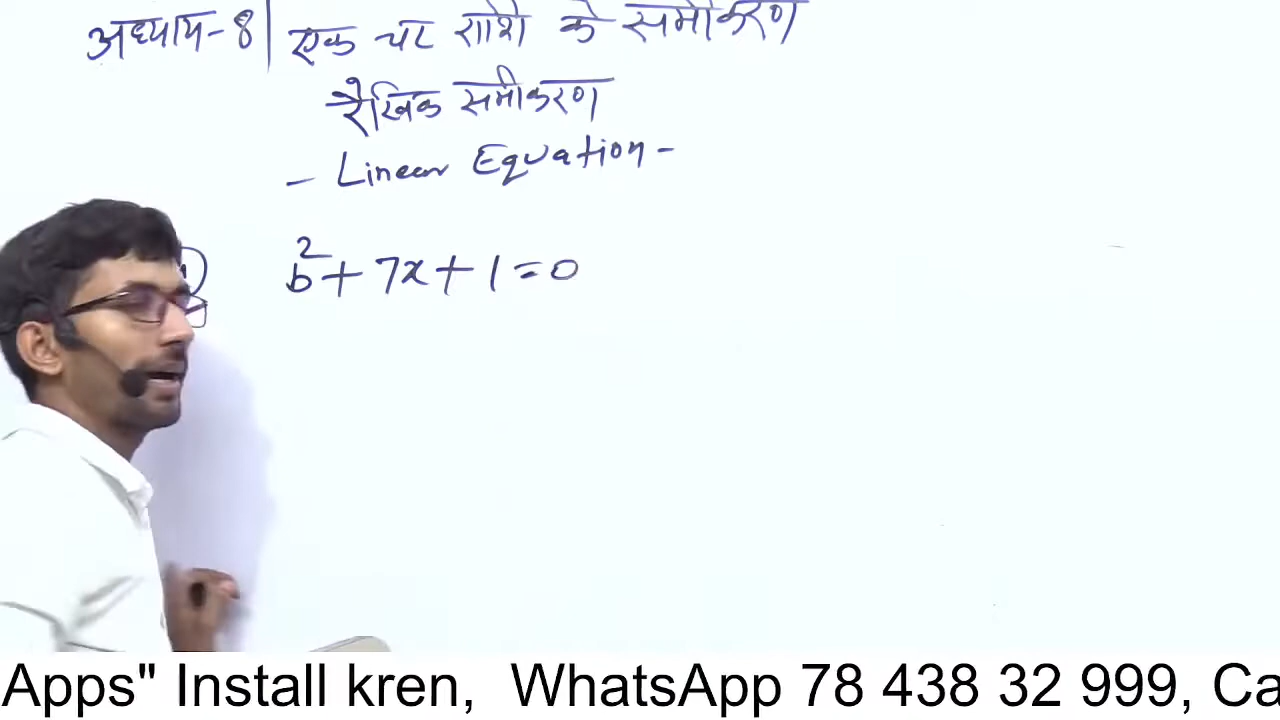 अध्याय-8| एक चर राशि के समीकरण
रैखिक समीकरण
- Linear Equation -
b² + 7x + 1 = 0
Apps" Install kren, WhatsApp 78 438 32 999, Ca